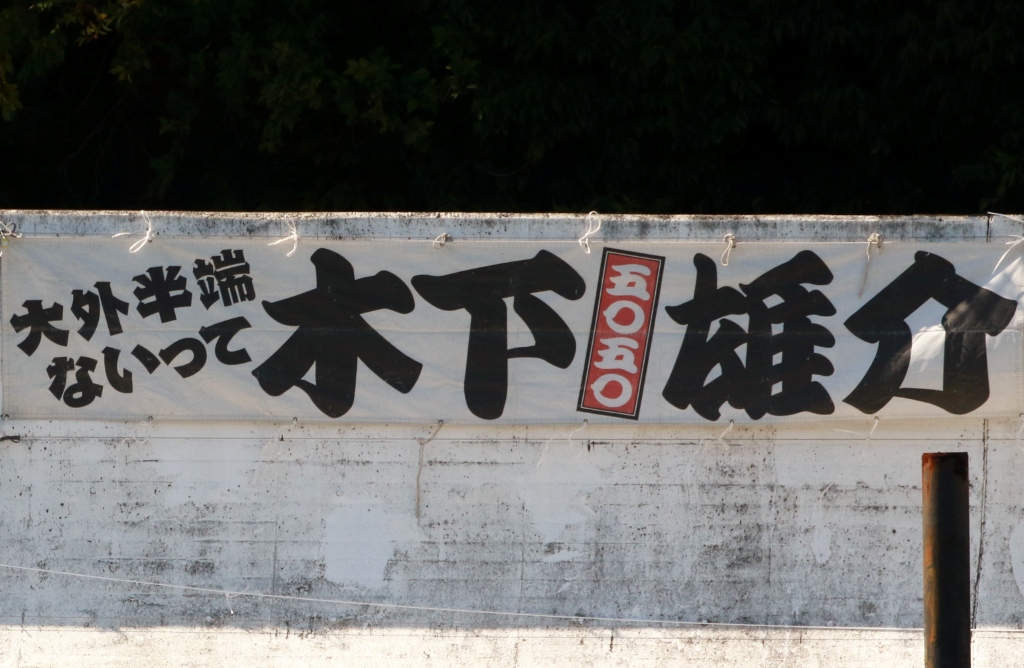 大外半端
ないって
木下
五〇五〇
雄介